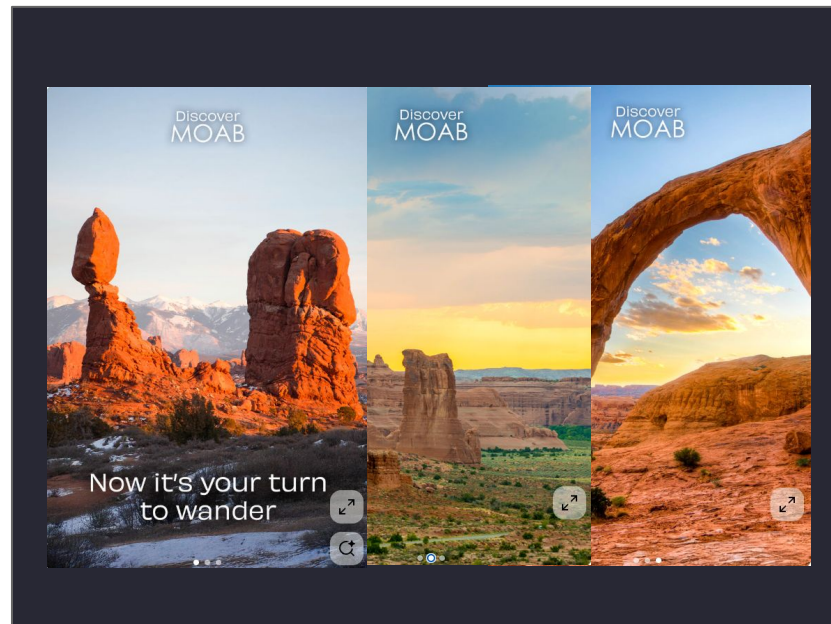 Discover
MOAB
Now it's your turn
to wander
Discover
MOAB
Discover
MOAB